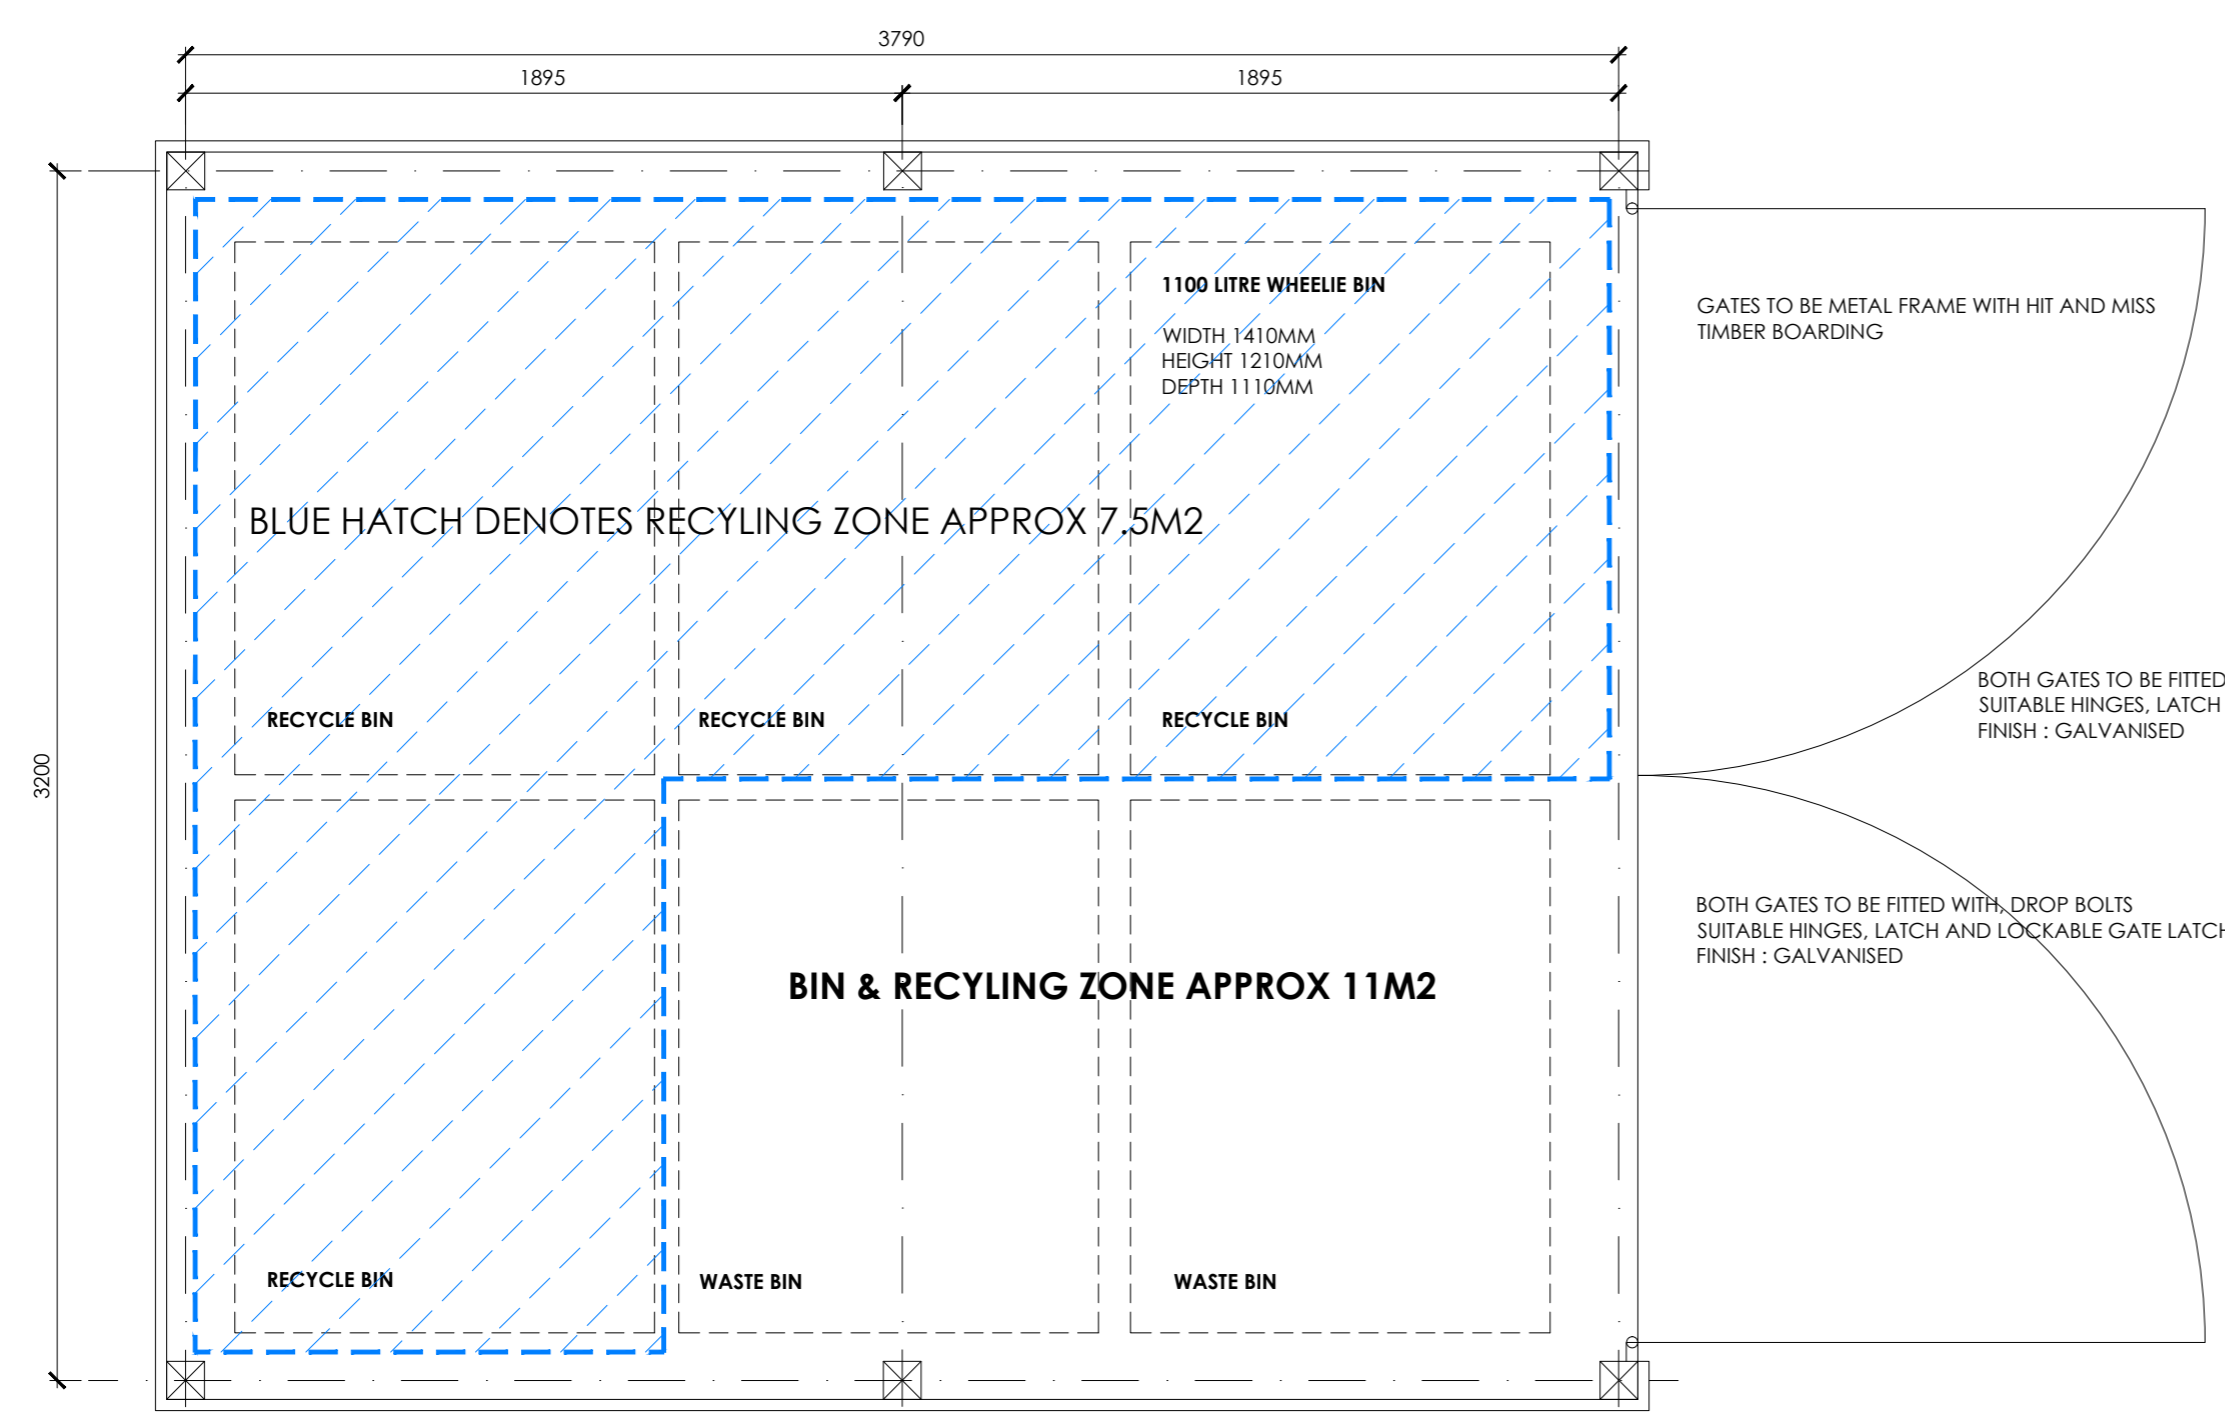 3790
1895
1895
3200
1100 LITRE WHEELIE BIN
WIDTH 1410MM
HEIGHT 1210MM
DEPTH 1110MM
GATES TO BE METAL FRAME WITH HIT AND MISS
TIMBER BOARDING
BLUE HATCH DENOTES RECYLING ZONE APPROX 7.5M2
BOTH GATES TO BE FITTED
SUITABLE HINGES, LATCH
FINISH : GALVANISED
RECYCLE BIN
RECYCLE BIN
RECYCLE BIN
BOTH GATES TO BE FITTED WITH, DROP BOLTS
SUITABLE HINGES, LATCH AND LOCKABLE GATE LATCH
FINISH : GALVANISED
BIN & RECYLING ZONE APPROX 11M2
RECYCLE BIN
WASTE BIN
WASTE BIN